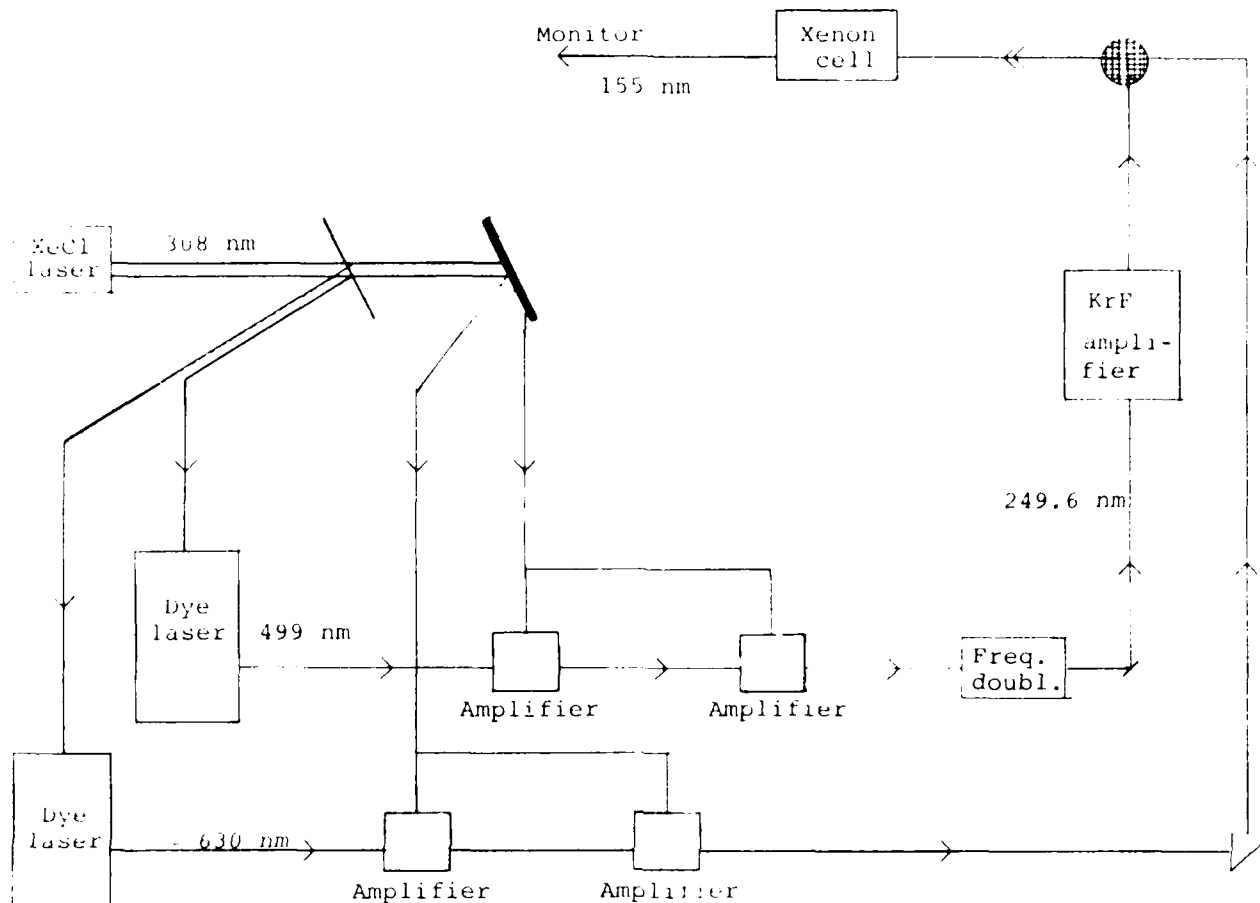 Monitor
155 nm
Xenon
cell
XeCl
laser
308 nm
KrF
ampli-
fier
249.6 nm
Dye
laser
499 nm
Amplifier
Amplifier
Freq.
doubl.
Dye
laser
630 nm
Amplifier
Amplifier